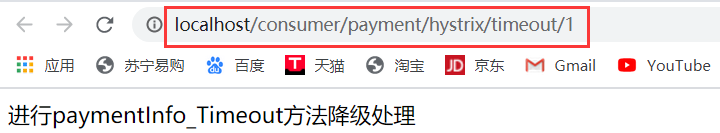 localhost/consumer/payment/hystrix/timeout/1
应用 苏宁易购 百度 T 天猫 淘宝 JD 京东 M Gmail YouTube
进行paymentInfo_Timeout方法降级处理